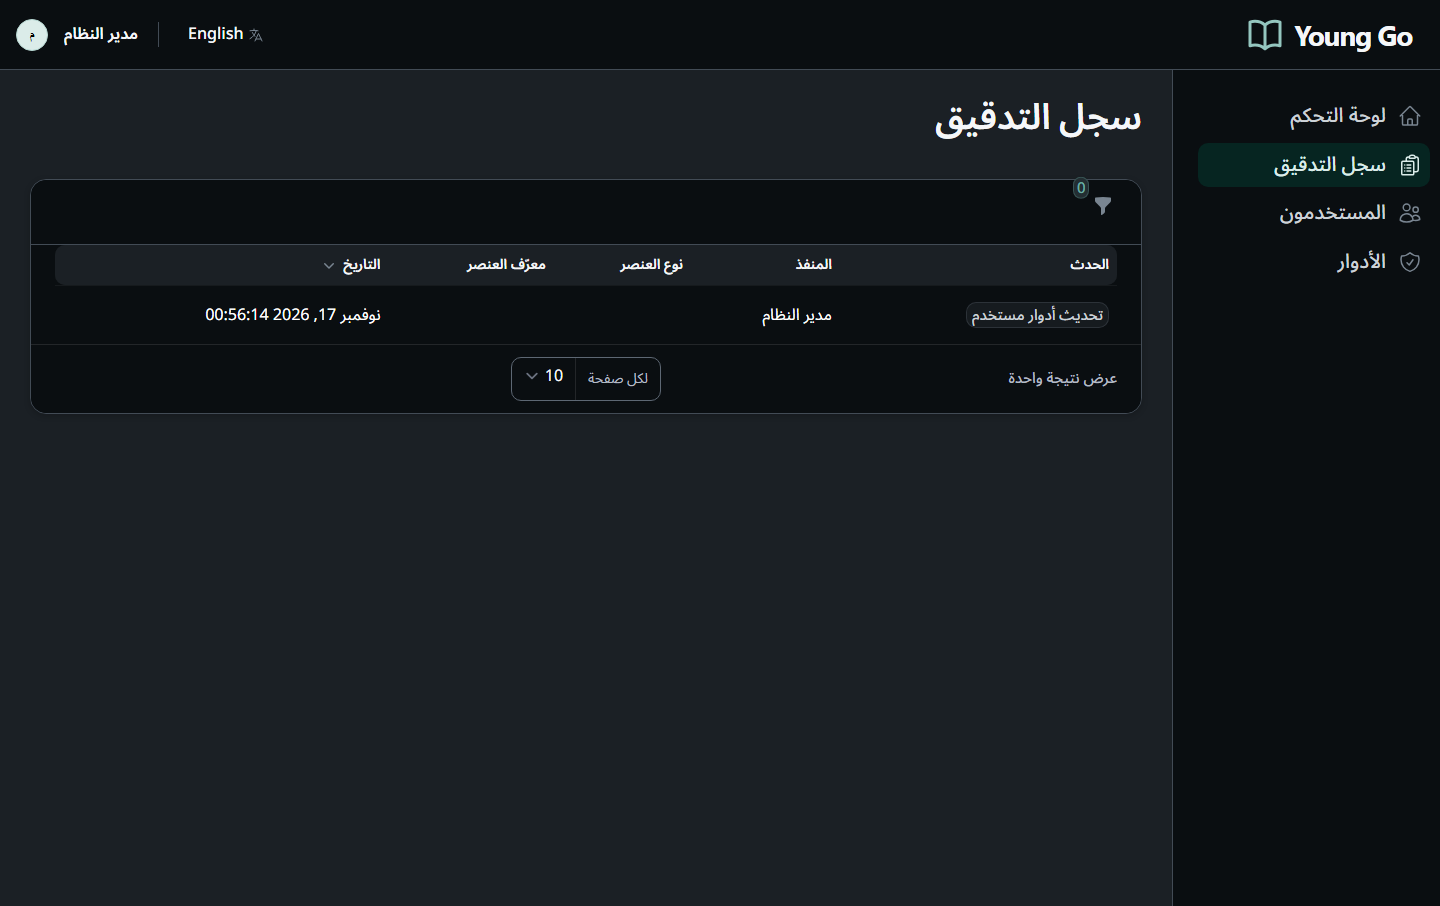 Young Go
English
مدير النظام
م
لوحة التحكم
سجل التدقيق
المستخدمون
الأدوار
سجل التدقيق
0
الحدث المنفذ نوع العنصر معرّف العنصر التاريخ
تحديث أدوار مستخدم مدير النظام نوفمبر 17, 2026 00:56:14
عرض نتيجة واحدة لكل صفحة 10